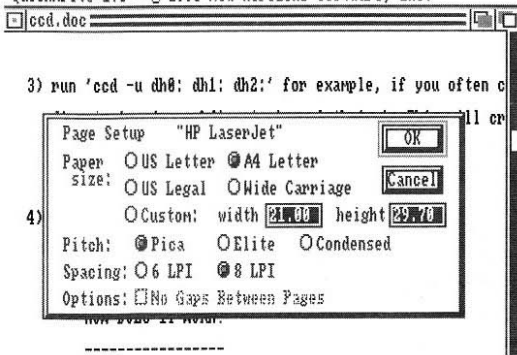 ccd.doc
3) run 'ccd -u dh0: dh1: dh2:' for example, if you often c
ll cr
Page Setup "HP LaserJet"
OK
Paper size: US Letter A4 Letter
US Legal Wide Carriage
Cancel
4)
Custom: width 21.00 height 29.70
Pitch: Pica Elite Condensed
Spacing: 6 LPI 8 LPI
Options: No Gaps Between Pages
-----------------